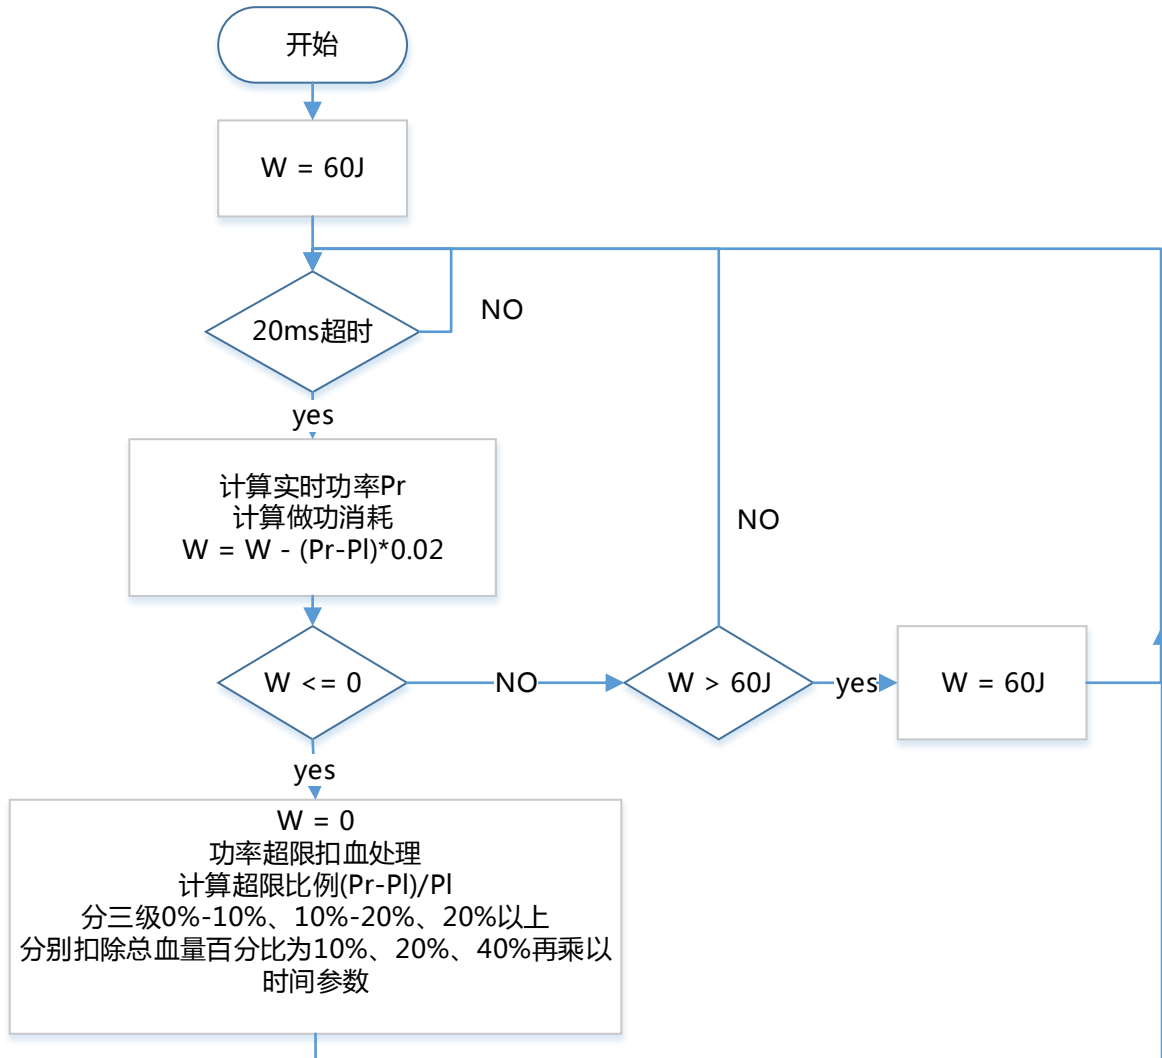 开始
W = 60J
20ms超时
NO
yes
计算实时功率Pr
计算做功消耗
W = W - (Pr-Pl)*0.02
NO
W <= 0
NO
W > 60J
yes
W = 60J
yes
W = 0
功率超限扣血处理
计算超限比例(Pr-Pl)/Pl
分三级0%-10%、10%-20%、20%以上
分别扣除总血量百分比为10%、20%、40%再乘以
时间参数